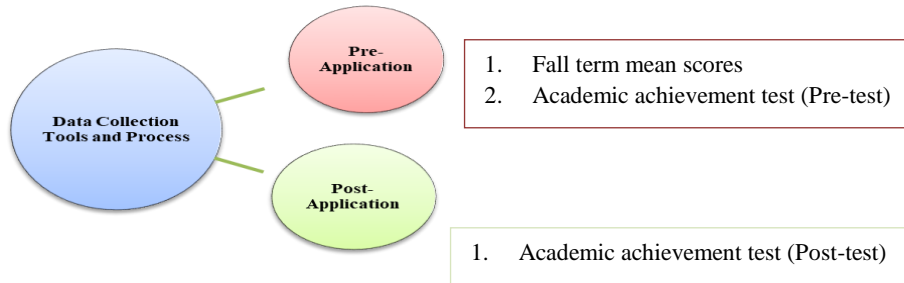 Data Collection
Tools and Process
Pre-
Application
1. Fall term mean scores
2. Academic achievement test (Pre-test)
Post-
Application
1. Academic achievement test (Post-test)